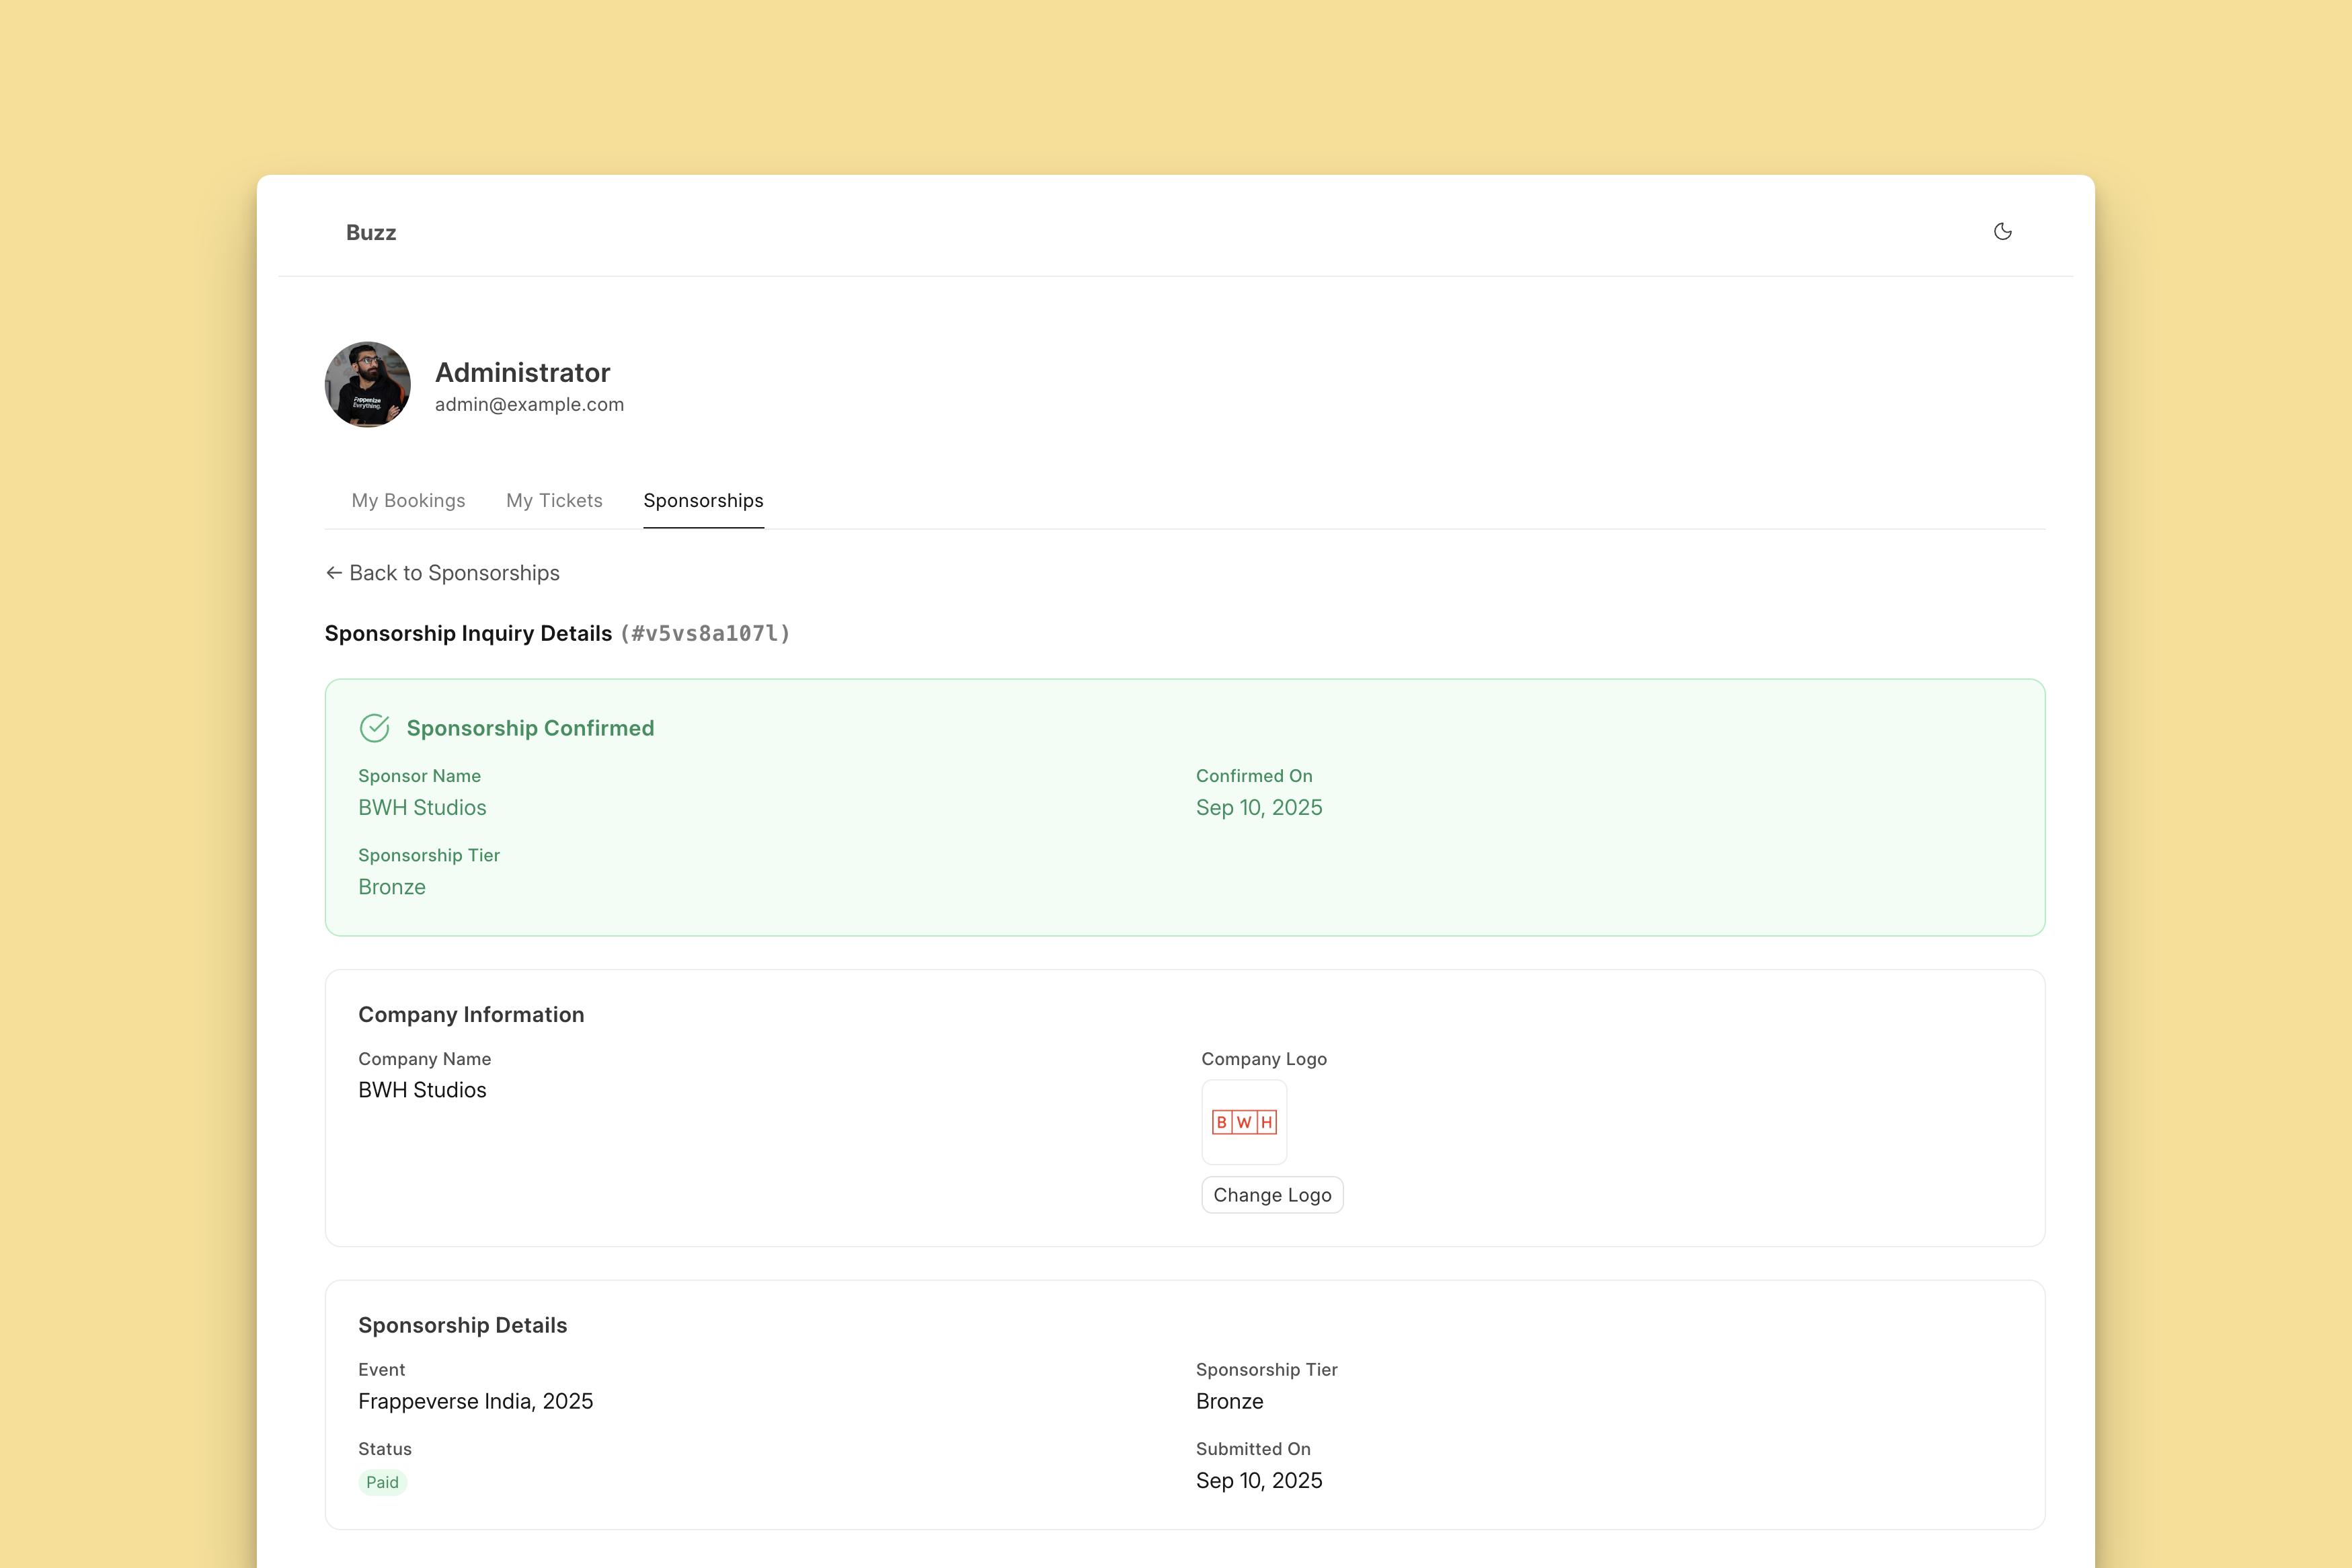 Buzz
Frappenize
Everything.
Administrator
admin@example.com
My Bookings My Tickets Sponsorships
← Back to Sponsorships
Sponsorship Inquiry Details (#v5vs8a107l)
Sponsorship Confirmed
Sponsor Name Confirmed On
BWH Studios Sep 10, 2025
Sponsorship Tier
Bronze
Company Information
Company Name Company Logo
BWH Studios
BWH
Change Logo
Sponsorship Details
Event Sponsorship Tier
Frappeverse India, 2025 Bronze
Status Submitted On
Paid Sep 10, 2025